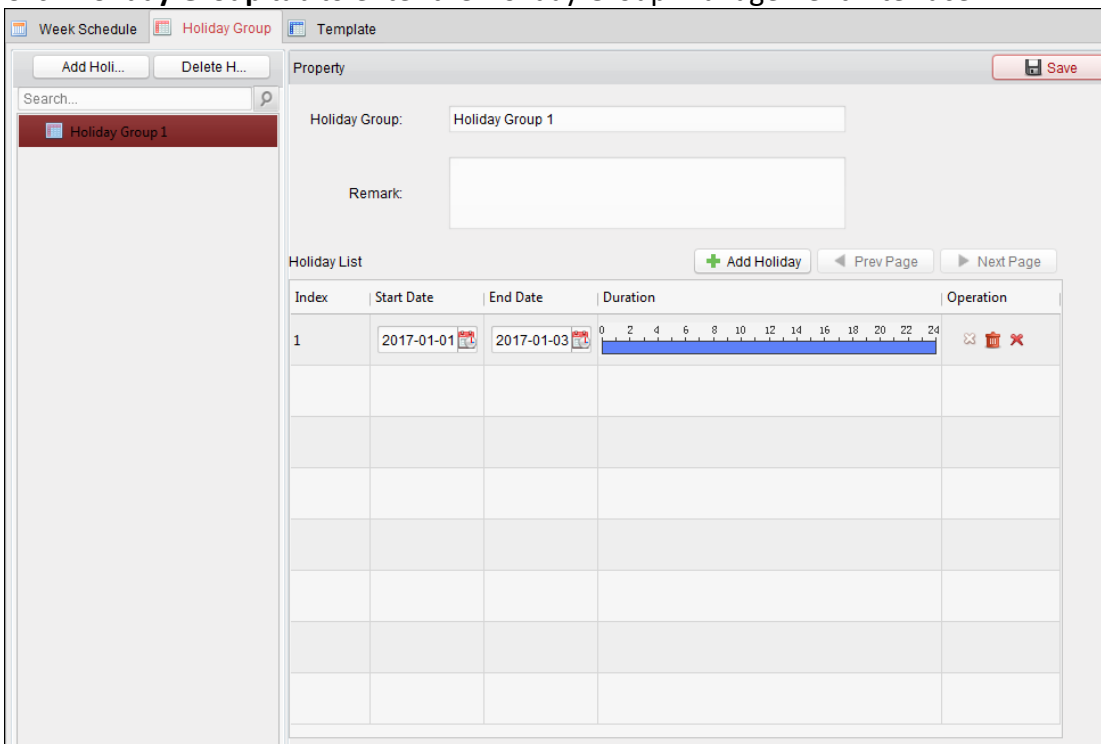 Week Schedule Holiday Group Template
Add Holi... Delete H... Property Save
Search...
Holiday Group 1
Holiday Group: Holiday Group 1
Remark:
Holiday List Add Holiday Prev Page Next Page
Index Start Date End Date Duration Operation
1 2017-01-01 2017-01-03 0 2 4 6 8 10 12 14 16 18 20 22 24